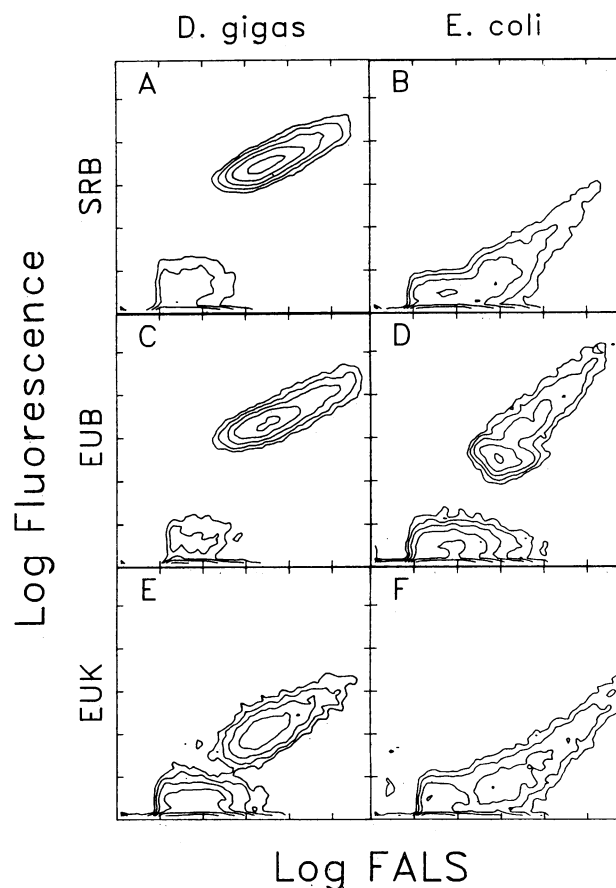 D. gigas E. coli
A B
SRB
C D
EUB
E F
EUK
Log Fluorescence
Log FALS